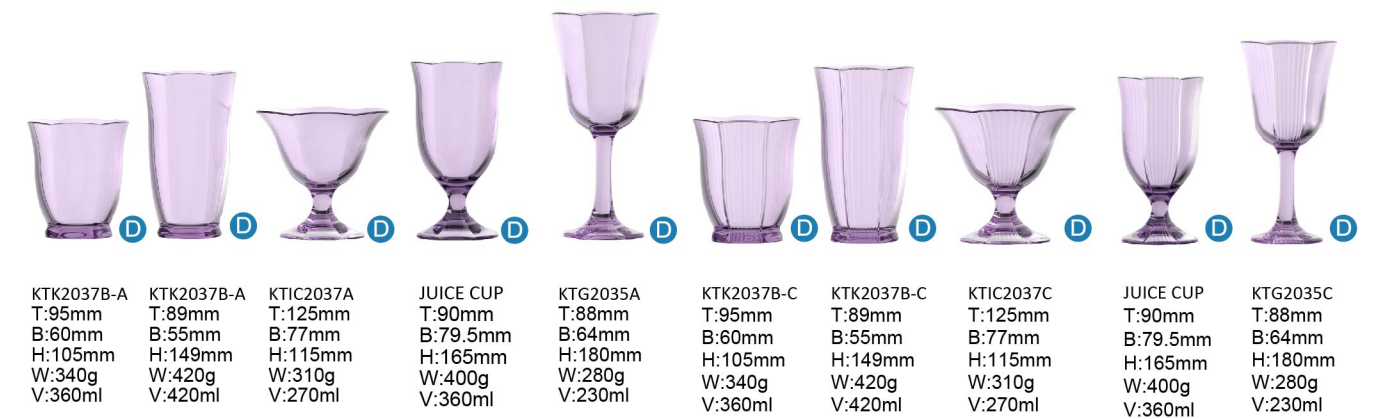 D
D
D
D
D
D
D
D
D
D
KTK2037B-A
T:95mm
B:60mm
H:105mm
W:340g
V:360ml
KTK2037B-A
T:89mm
B:55mm
H:149mm
W:420g
V:420ml
KTIC2037A
T:125mm
B:77mm
H:115mm
W:310g
V:270ml
JUICE CUP
T:90mm
B:79.5mm
H:165mm
W:400g
V:360ml
KTG2035A
T:88mm
B:64mm
H:180mm
W:280g
V:230ml
KTK2037B-C
T:95mm
B:60mm
H:105mm
W:340g
V:360ml
KTK2037B-C
T:89mm
B:55mm
H:149mm
W:420g
V:420ml
KTIC2037C
T:125mm
B:77mm
H:115mm
W:310g
V:270ml
JUICE CUP
T:90mm
B:79.5mm
H:165mm
W:400g
V:360ml
KTG2035C
T:88mm
B:64mm
H:180mm
W:280g
V:230ml